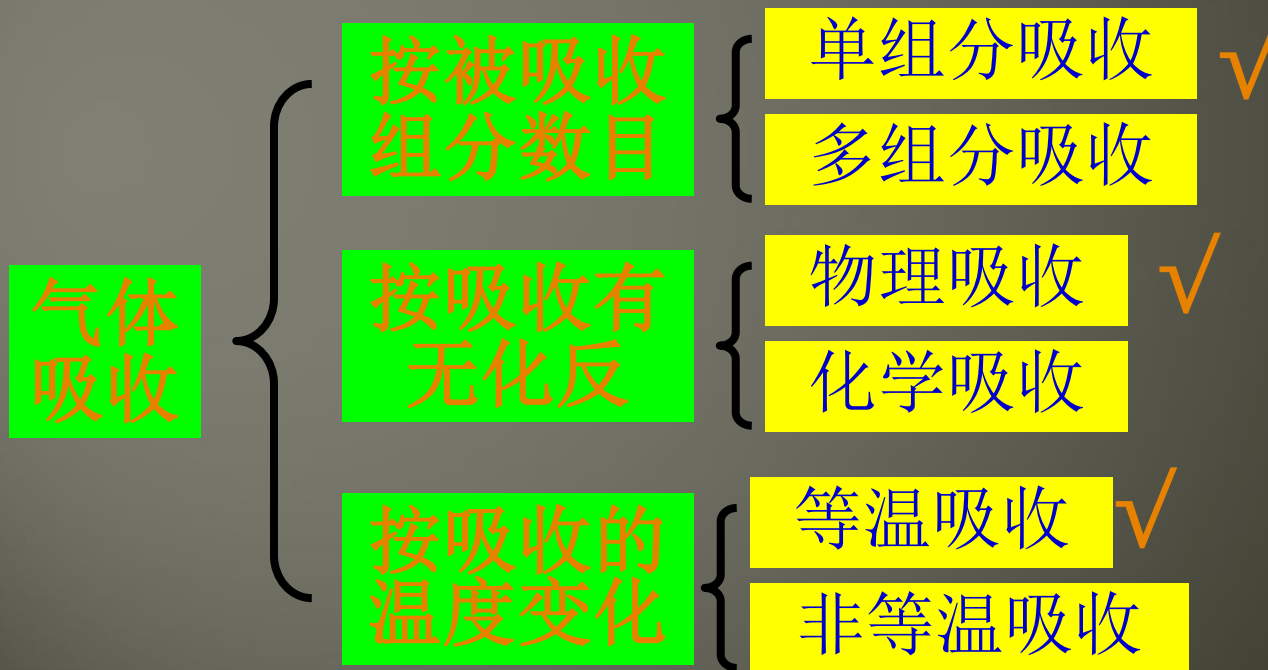 气体
吸收
按被吸收
组分数目
单组分吸收 √
多组分吸收
按吸收有
无化反
物理吸收 √
化学吸收
按吸收的
温度变化
等温吸收 √
非等温吸收